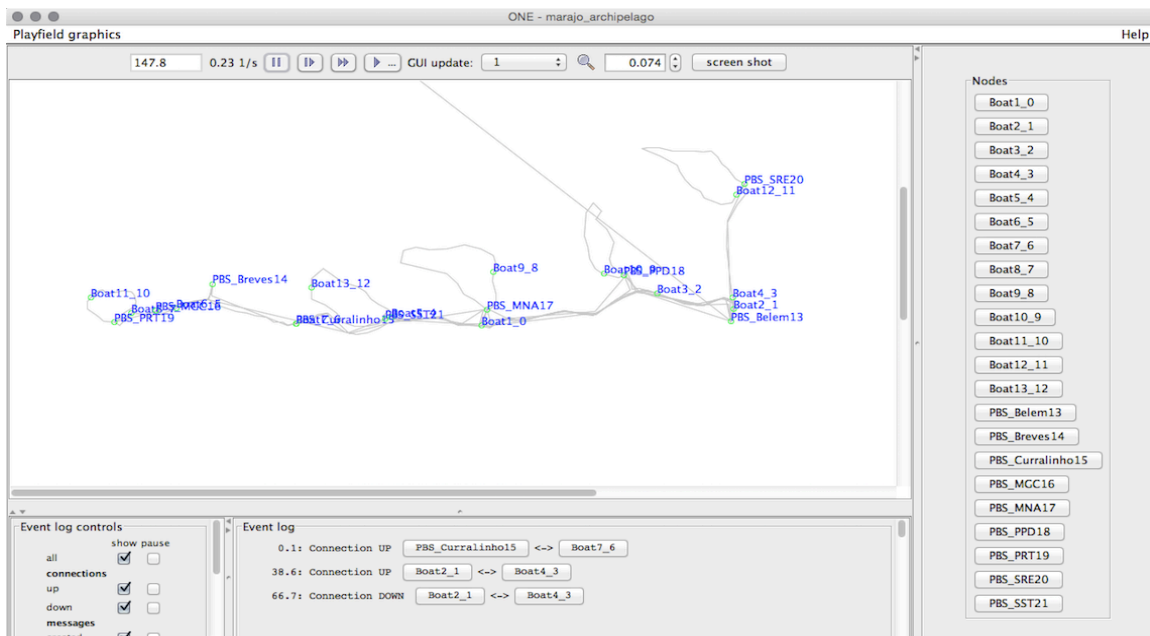 ONE - marajo_archipelago
Playfield graphics
Help
147.8 0.23 1/s ... GUI update: 1 0.074 screen shot
PBS_SRE20
Boat12_11
Boat9_8
PBS_PPD18
PBS_Breves14
Boat13_12
Boat3_2
Boat4_3
Boat11_10
Boat2_1
PBS_MNA17
PBS_PRT19
Boat1_0
PBS_Belem13
Nodes
Boat1_0
Boat2_1
Boat3_2
Boat4_3
Boat5_4
Boat6_5
Boat7_6
Boat8_7
Boat9_8
Boat10_9
Boat11_10
Boat12_11
Boat13_12
PBS_Belem13
PBS_Breves14
PBS_Curralinho15
PBS_MGC16
PBS_MNA17
PBS_PPD18
PBS_PRT19
PBS_SRE20
PBS_SST21
Event log controls
show pause
all
connections
up
down
messages
Event log
0.1: Connection UP PBS_Curralinho15 <-> Boat7_6
38.6: Connection UP Boat2_1 <-> Boat4_3
66.7: Connection DOWN Boat2_1 <-> Boat4_3